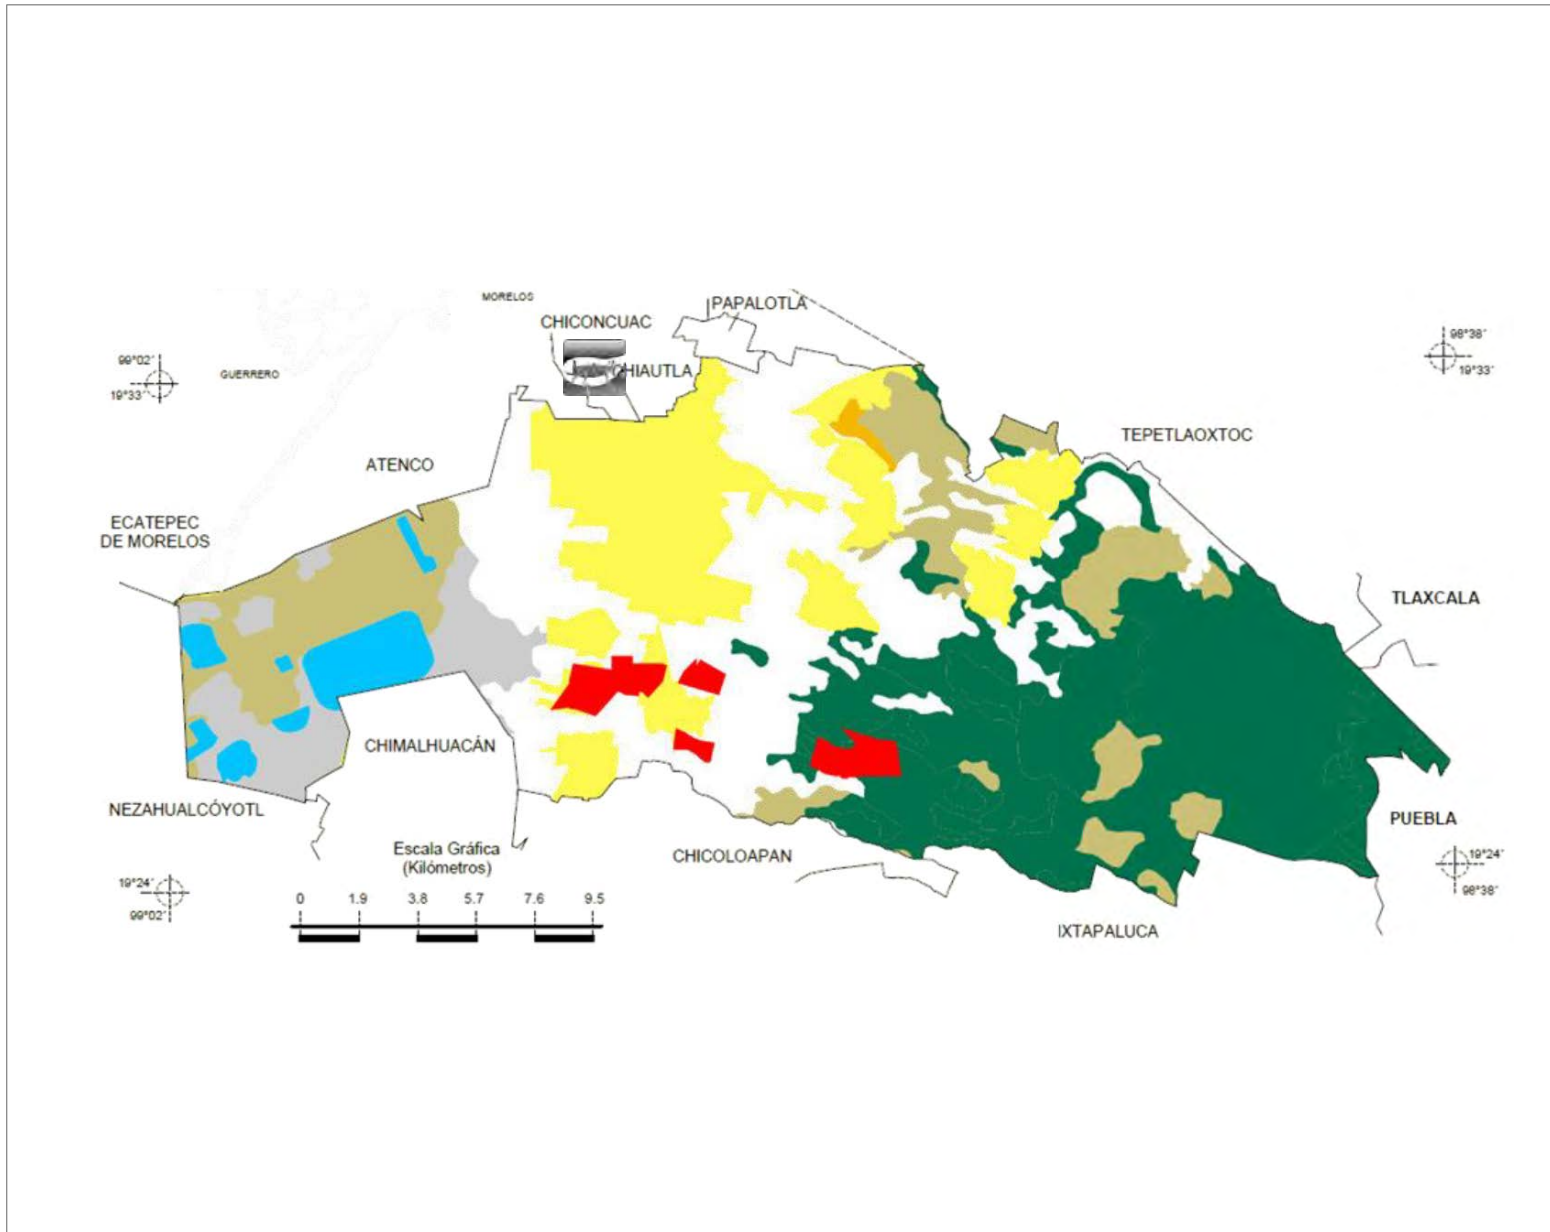 MORELOS
PAPALOTLA
CHICONCUAC
99°02´
19°33´
GUERRERO
HIAUTLA
98°38´
19°33´
TEPETLAOXTOC
ATENCO
ECATEPEC
DE MORELOS
TLAXCALA
CHIMALHUACÁN
NEZAHUALCÓYOTL
PUEBLA
Escala Gráfica
(Kilómetros)
CHICOLOAPAN
19°24´
99°02´
19°24´
98°38´
0 1.9 3.8 5.7 7.6 9.5
IXTAPALUCA